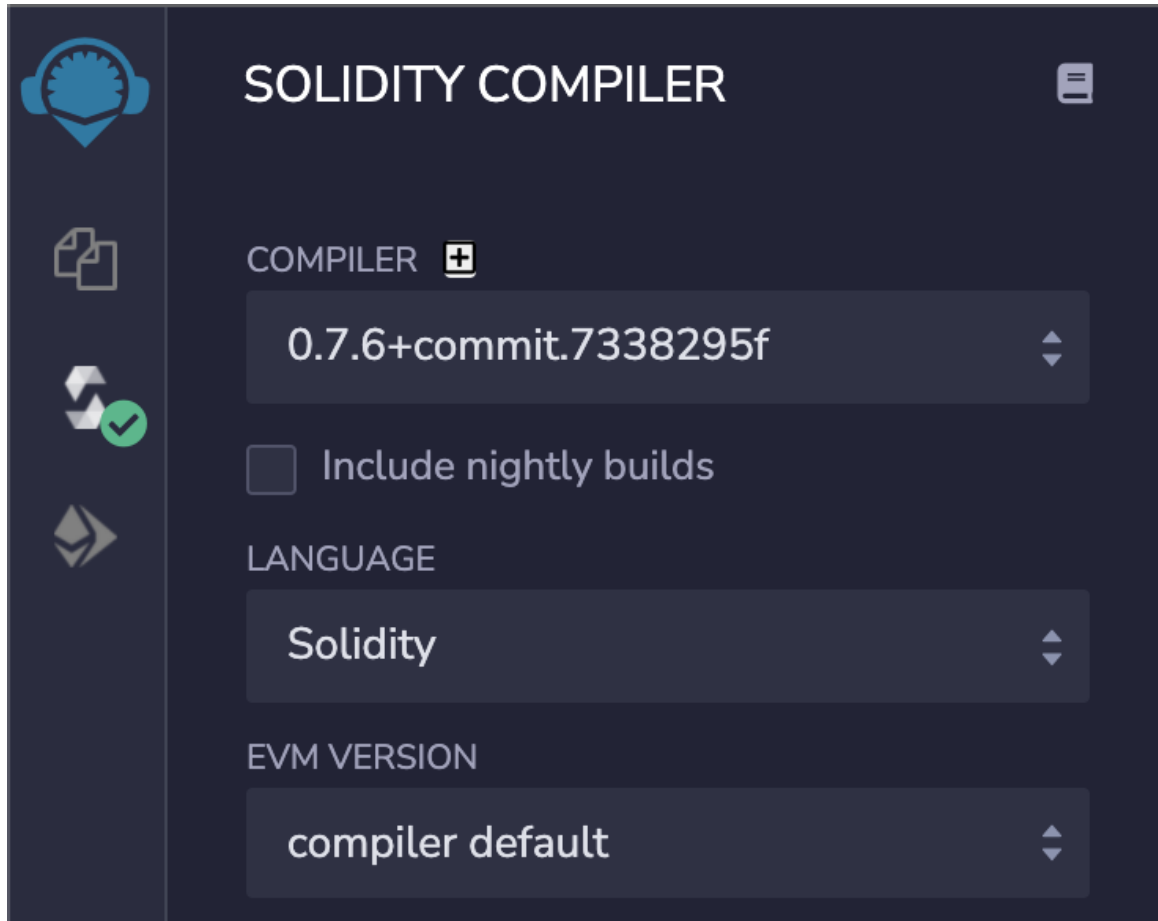 SOLIDITY COMPILER
COMPILER
0.7.6+commit.7338295f
Include nightly builds
LANGUAGE
Solidity
EVM VERSION
compiler default